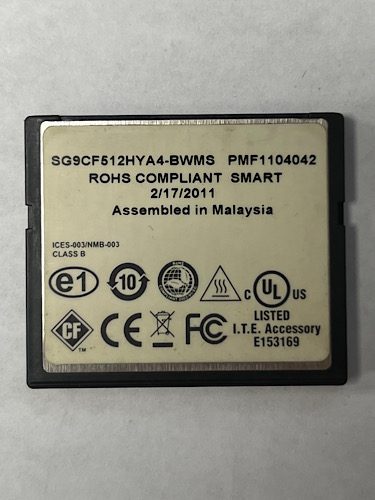 SG9CF512HYA4-BWMS PMF1104042
ROHS COMPLIANT SMART
2/17/2011
Assembled in Malaysia
ICES-003/NMB-003
CLASS B
e1 10 C UL US
LISTED
CF TM CE FC I.T.E. Accessory
E153169